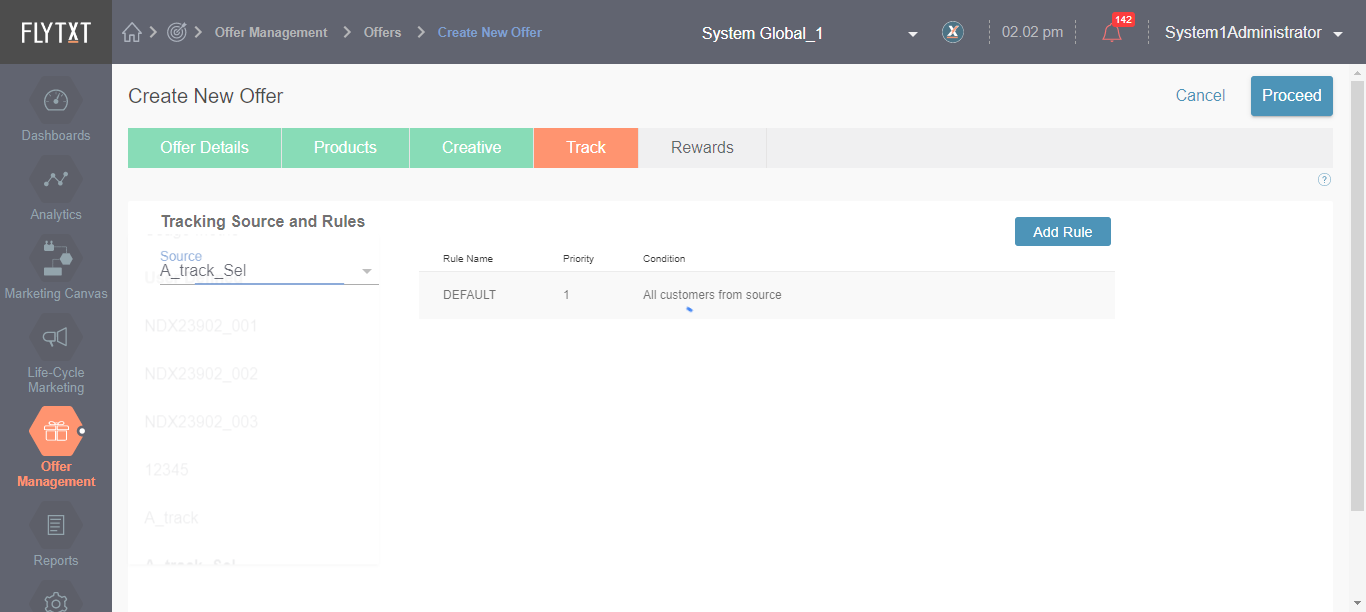 FLYTXT
Offer Management
Offers
Create New Offer
System Global_1
X
02.02 pm
142
System1Administrator
Dashboards
Analytics
Marketing Canvas
Life-Cycle
Marketing
Offer
Management
Reports
Create New Offer
Cancel
Proceed
Offer Details
Products
Creative
Track
Rewards
?
Tracking Source and Rules
Add Rule
Source
A_track_Sel
NDX23902_001
NDX23902_002
NDX23902_003
12345
A_track
A_track_Sel
Rule Name Priority Condition
DEFAULT 1 All customers from source